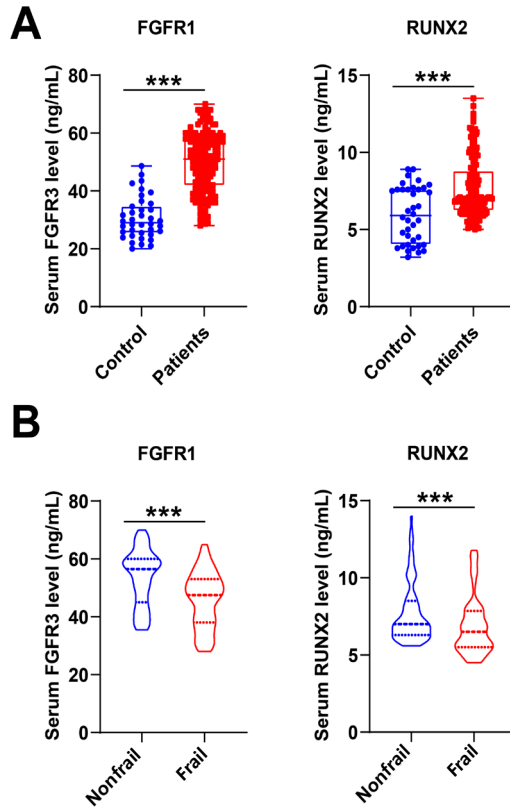 A
FGFR1
RUNX2
Serum FGFR3 level (ng/mL)
80
60
40
20
0
***
Control
Patients
Serum RUNX2 level (ng/mL)
15
10
5
0
***
Control
Patients
B
FGFR1
RUNX2
Serum FGFR3 level (ng/mL)
80
60
40
20
0
***
Nonfrail
Frail
Serum RUNX2 level (ng/mL)
15
10
5
0
***
Nonfrail
Frail